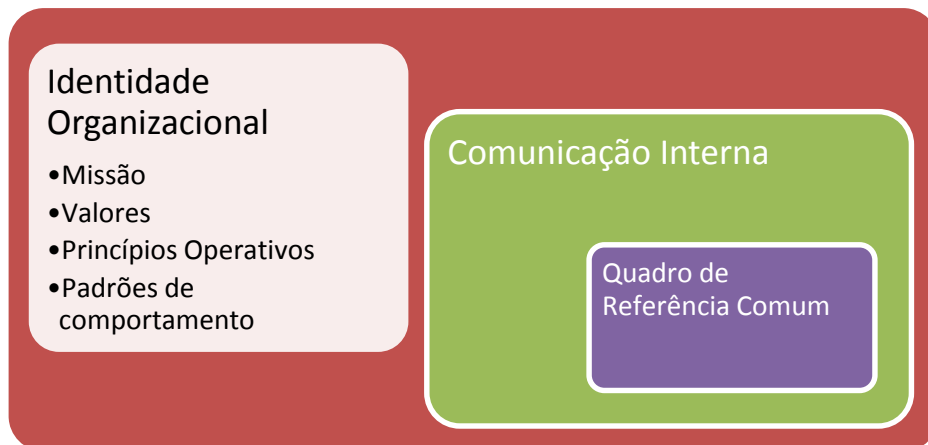 Identidade
Organizacional
•Missão
•Valores
•Princípios Operativos
•Padrões de
comportamento
Comunicação Interna
Quadro de
Referência Comum